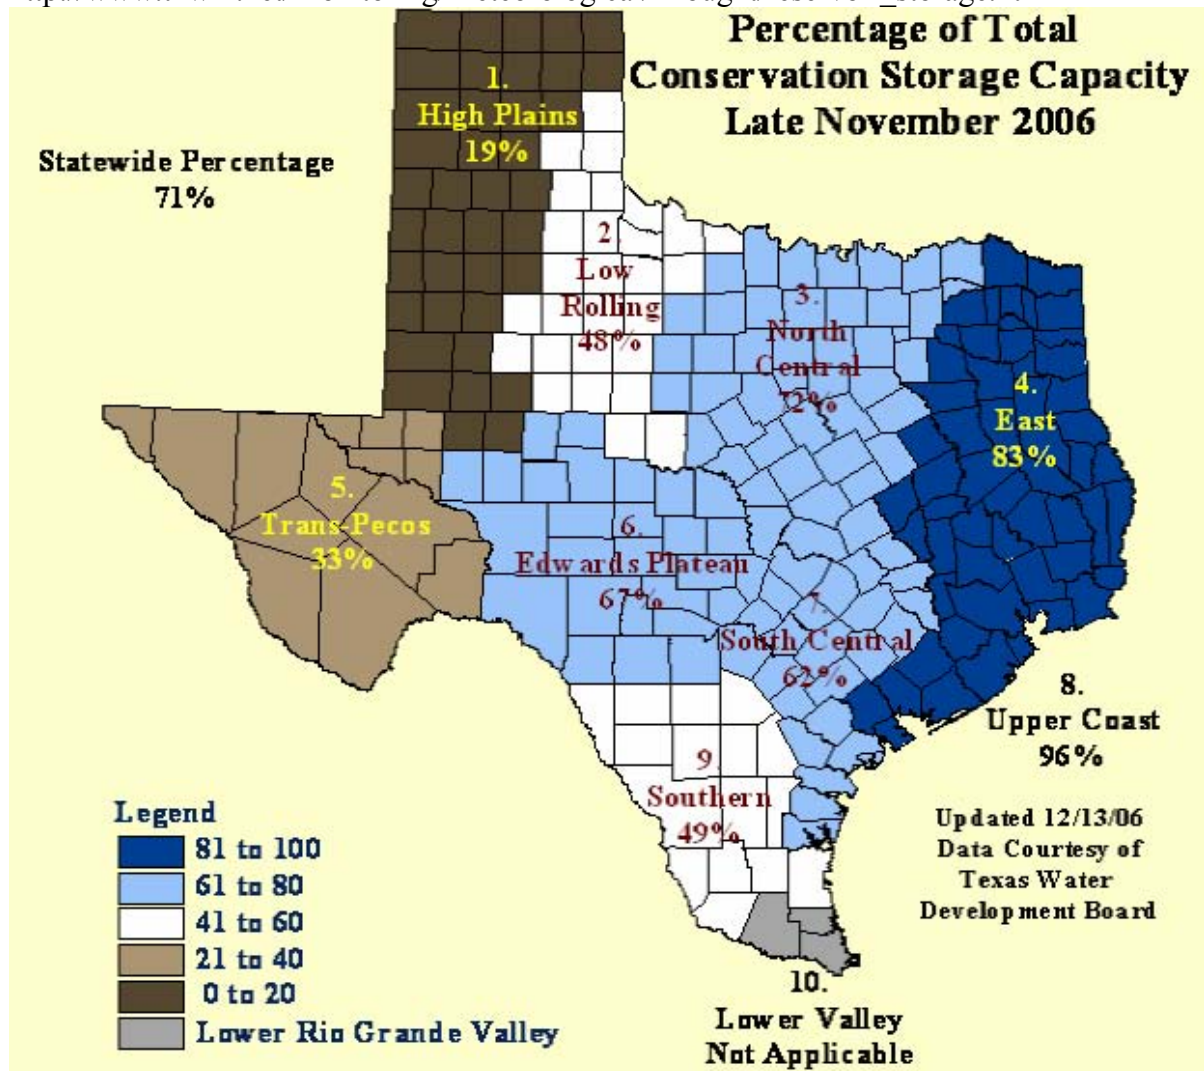 Percentage of Total
Conservation Storage Capacity
Late November 2006
Statewide Percentage
71%
1.
High Plains
19%
2.
Low
Rolling
48%
3.
North
Central
72%
4.
East
83%
5.
Trans-Pecos
33%
6.
Edwards Plateau
67%
7.
South Central
62%
8.
Upper Coast
96%
9.
Southern
49%
10.
Lower Valley
Not Applicable
Updated 12/13/06
Data Courtesy of
Texas Water
Development Board
Legend
81 to 100
61 to 80
41 to 60
21 to 40
0 to 20
Lower Rio Grande Valley